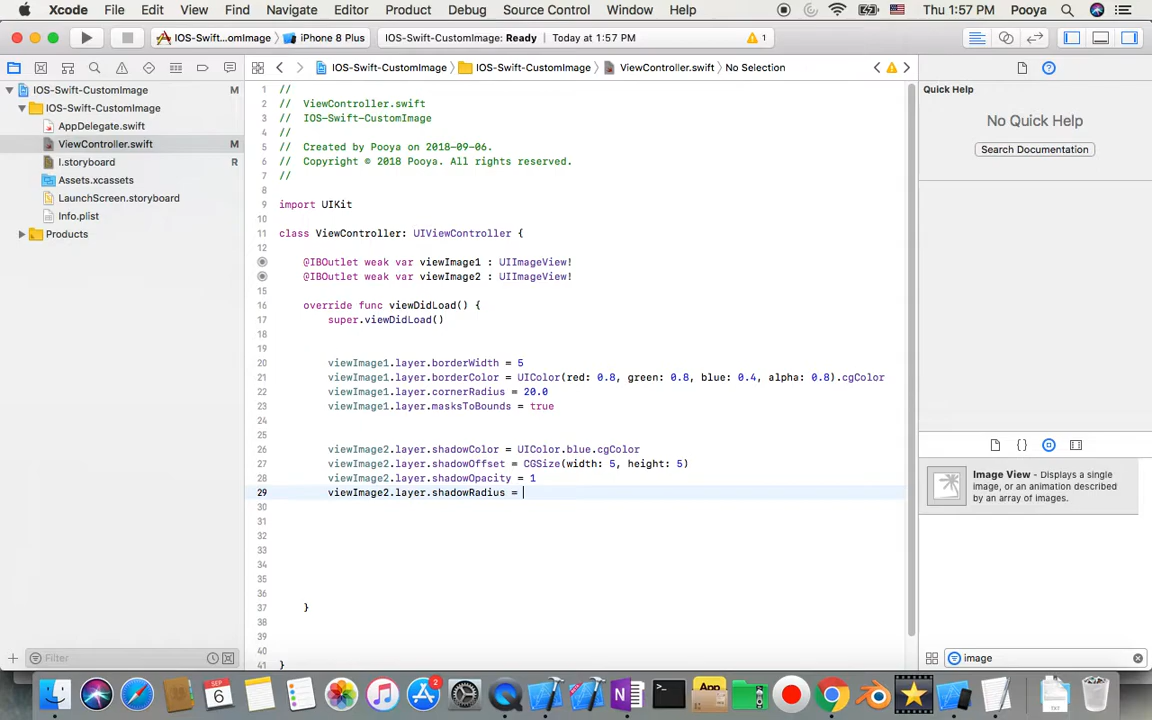 Xcode File Edit View Find Navigate Editor Product Debug Source Control Window Help Thu 1:57 PM Pooya
IOS-Swift...omImage iPhone 8 Plus IOS-Swift-CustomImage: Ready Today at 1:57 PM 1
IOS-Swift-CustomImage IOS-Swift-CustomImage ViewController.swift No Selection
IOS-Swift-CustomImage M
IOS-Swift-CustomImage
AppDelegate.swift
ViewController.swift M
I.storyboard R
Assets.xcassets
LaunchScreen.storyboard
Info.plist
Products
Filter
1 //
2 // ViewController.swift
3 // IOS-Swift-CustomImage
4 //
5 // Created by Pooya on 2018-09-06.
6 // Copyright © 2018 Pooya. All rights reserved.
7 //
8
9 import UIKit
10
11 class ViewController: UIViewController {
12
@IBOutlet weak var viewImage1 : UIImageView!
@IBOutlet weak var viewImage2 : UIImageView!
15
16 override func viewDidLoad() {
17 super.viewDidLoad()
18
19
20 viewImage1.layer.borderWidth = 5
21 viewImage1.layer.borderColor = UIColor(red: 0.8, green: 0.8, blue: 0.4, alpha: 0.8).cgColor
22 viewImage1.layer.cornerRadius = 20.0
23 viewImage1.layer.masksToBounds = true
24
25
26 viewImage2.layer.shadowColor = UIColor.blue.cgColor
27 viewImage2.layer.shadowOffset = CGSize(width: 5, height: 5)
28 viewImage2.layer.shadowOpacity = 1
29 viewImage2.layer.shadowRadius =
30
31
32
33
34
35
36
37 }
38
39
40
41 }
Quick Help
No Quick Help
Search Documentation
Image View - Displays a single
image, or an animation described
by an array of images.
image
SEP
6
2
App
TXT